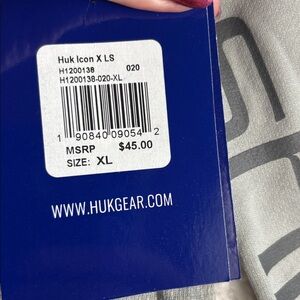 Huk Icon X LS
H1200138 020
H1200138-020-XL
1 90840 09054 2
MSRP $45.00
SIZE: XL
WWW.HUKGEAR.COM